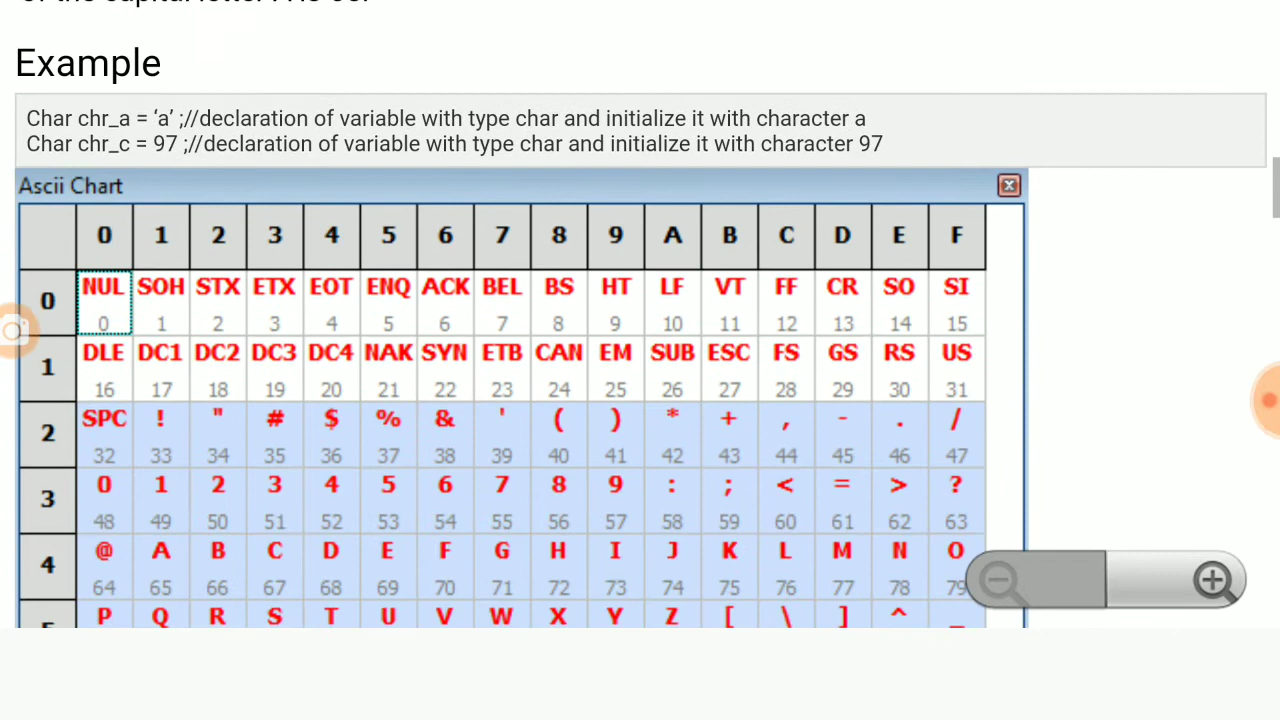 Example
Char chr_a = ‘a’ ;//declaration of variable with type char and initialize it with character a
Char chr_c = 97 ;//declaration of variable with type char and initialize it with character 97
Ascii Chart
0 1 2 3 4 5 6 7 8 9 A B C D E F
0 NUL SOH STX ETX EOT ENQ ACK BEL BS HT LF VT FF CR SO SI
0 1 2 3 4 5 6 7 8 9 10 11 12 13 14 15
1 DLE DC1 DC2 DC3 DC4 NAK SYN ETB CAN EM SUB ESC FS GS RS US
16 17 18 19 20 21 22 23 24 25 26 27 28 29 30 31
2 SPC ! " # $ % & ' ( ) * + , - . /
32 33 34 35 36 37 38 39 40 41 42 43 44 45 46 47
3 0 1 2 3 4 5 6 7 8 9 : ; < = > ?
48 49 50 51 52 53 54 55 56 57 58 59 60 61 62 63
4 @ A B C D E F G H I J K L M N O
64 65 66 67 68 69 70 71 72 73 74 75 76 77 78 79
P Q R S T U V W X Y Z [ \ ] ^ _